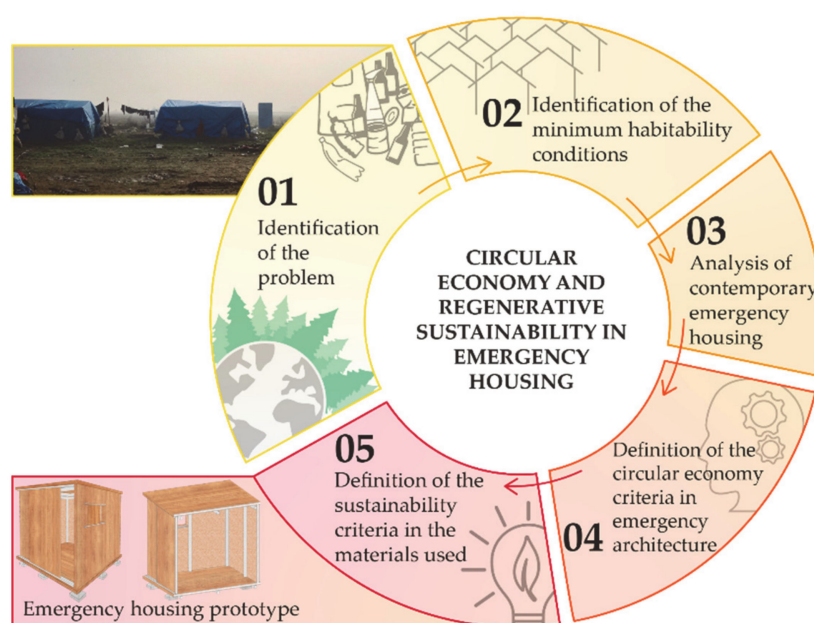 01
Identification
of the
problem
02
Identification of the
minimum habitability
conditions
03
Analysis of
contemporary
emergency
housing
04
Definition of the
circular economy
criteria in
emergency
architecture
05
Definition of the
sustainability
criteria in the
materials used
Emergency housing prototype
CIRCULAR
ECONOMY AND
REGENERATIVE
SUSTAINABILITY IN
EMERGENCY
HOUSING